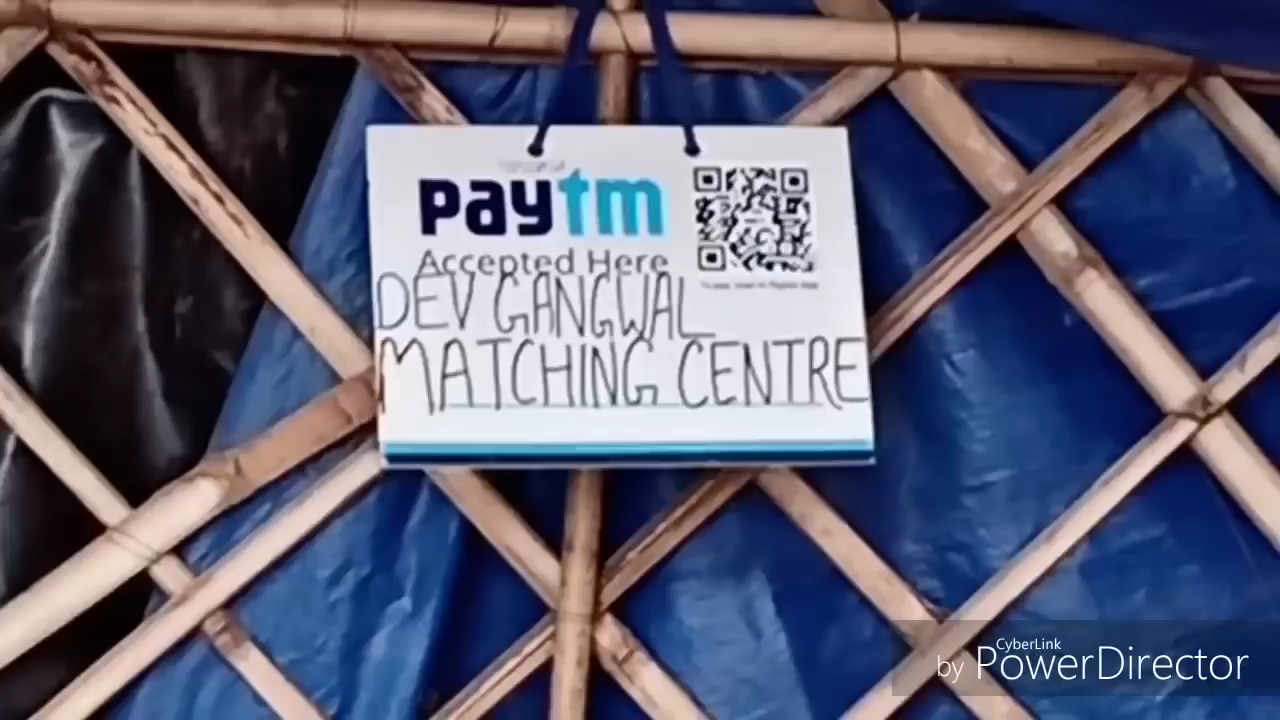 paytm
Accepted Here
DEV GANGWAL
MATCHING CENTRE
CyberLink
by PowerDirector